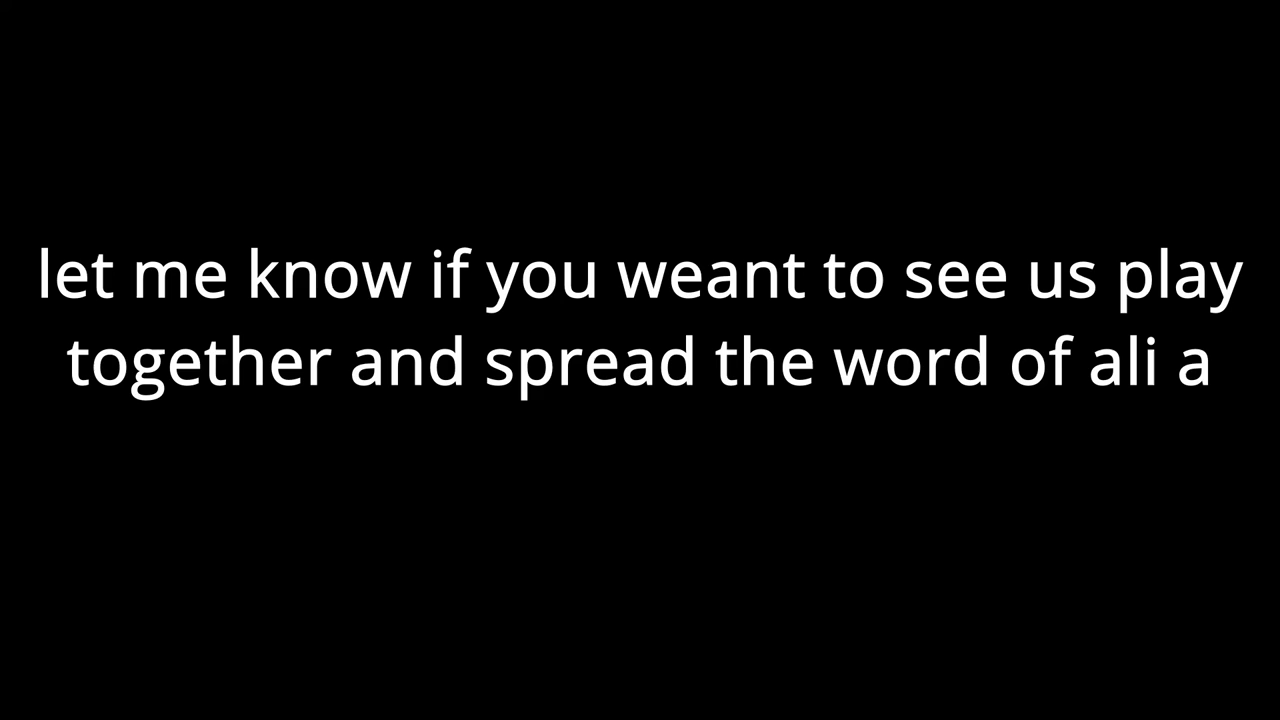 let me know if you weant to see us play
together and spread the word of ali a